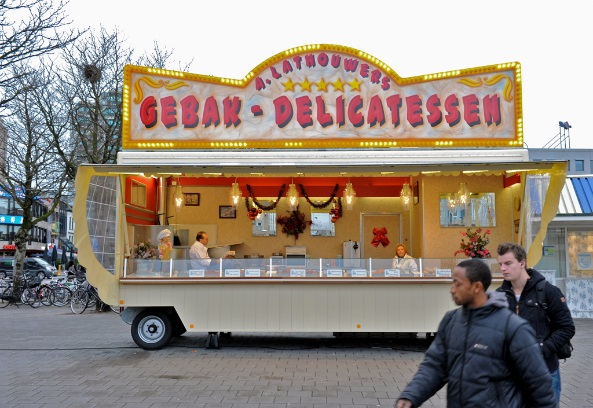 A. LATHOUWERS
GEBAK - DELICATESSEN